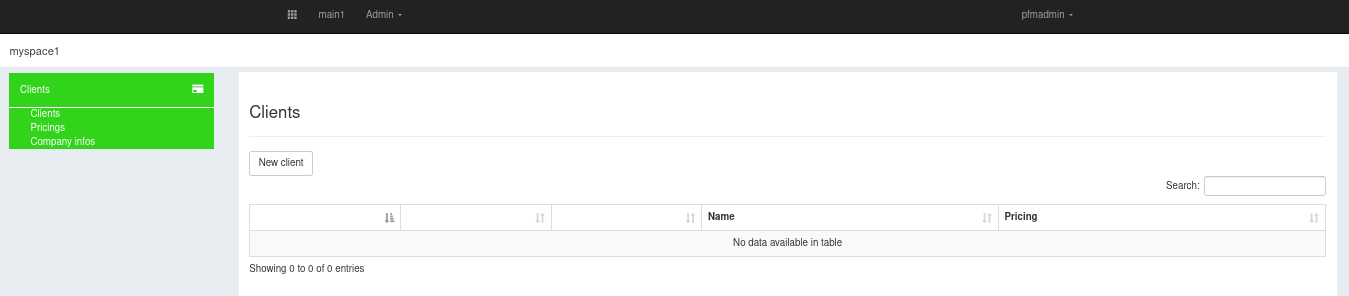 main1 Admin pfmadmin
myspace1
Clients
Clients
Pricings
Company infos
Clients
New client
Search:
Name Pricing
No data available in table
Showing 0 to 0 of 0 entries